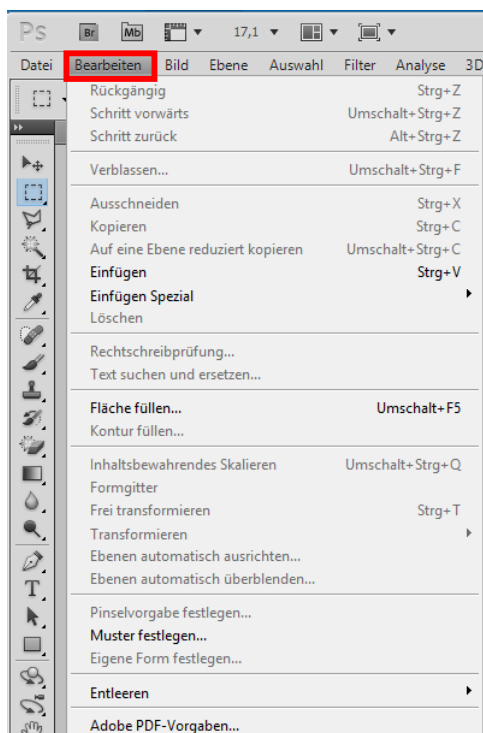 Ps Br Mb 17,1
Datei Bearbeiten Bild Ebene Auswahl Filter Analyse 3D
Rückgängig Strg+Z
Schritt vorwärts Umschalt+Strg+Z
Schritt zurück Alt+Strg+Z
Verblassen... Umschalt+Strg+F
Ausschneiden Strg+X
Kopieren Strg+C
Auf eine Ebene reduziert kopieren Umschalt+Strg+C
Einfügen Strg+V
Einfügen Spezial
Löschen
Rechtschreibprüfung...
Text suchen und ersetzen...
Fläche füllen... Umschalt+F5
Kontur füllen...
Inhaltsbewahrendes Skalieren Umschalt+Strg+Q
Formgitter
Frei transformieren Strg+T
Transformieren
Ebenen automatisch ausrichten...
Ebenen automatisch überblenden...
Pinselvorgabe festlegen...
Muster festlegen...
Eigene Form festlegen...
Entleeren
Adobe PDF-Vorgaben...